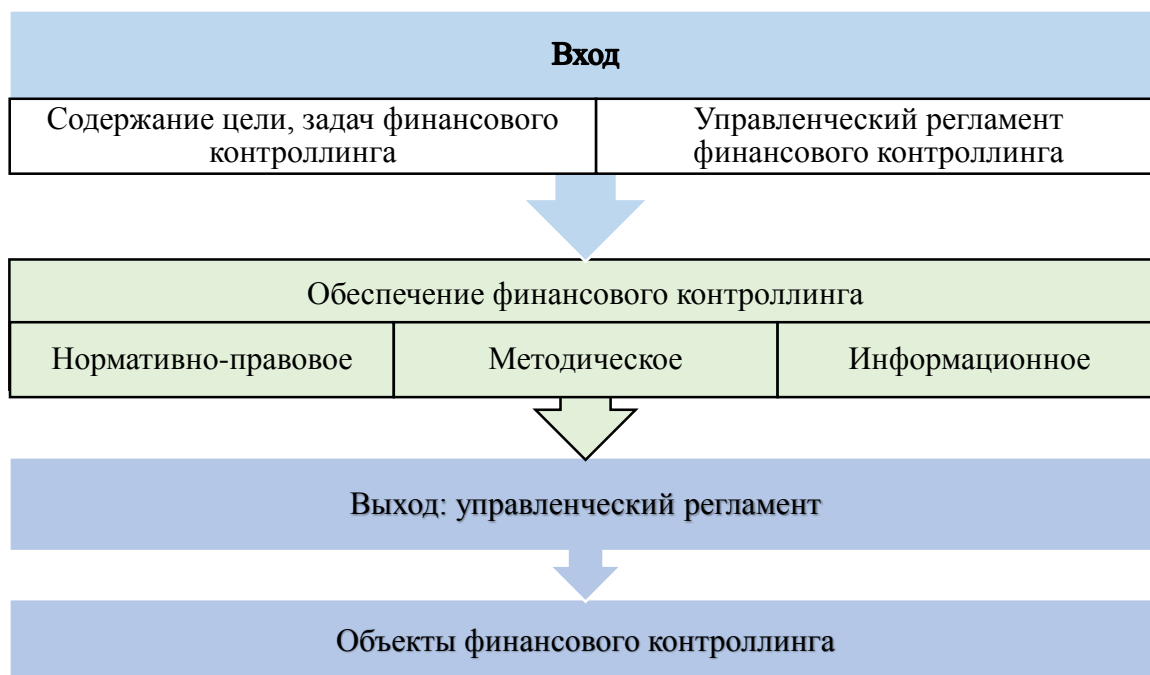 Вход
Содержание цели, задач финансового
контроллинга
Управленческий регламент
финансового контроллинга
Обеспечение финансового контроллинга
Нормативно-правовое
Методическое
Информационное
Выход: управленческий регламент
Объекты финансового контроллинга